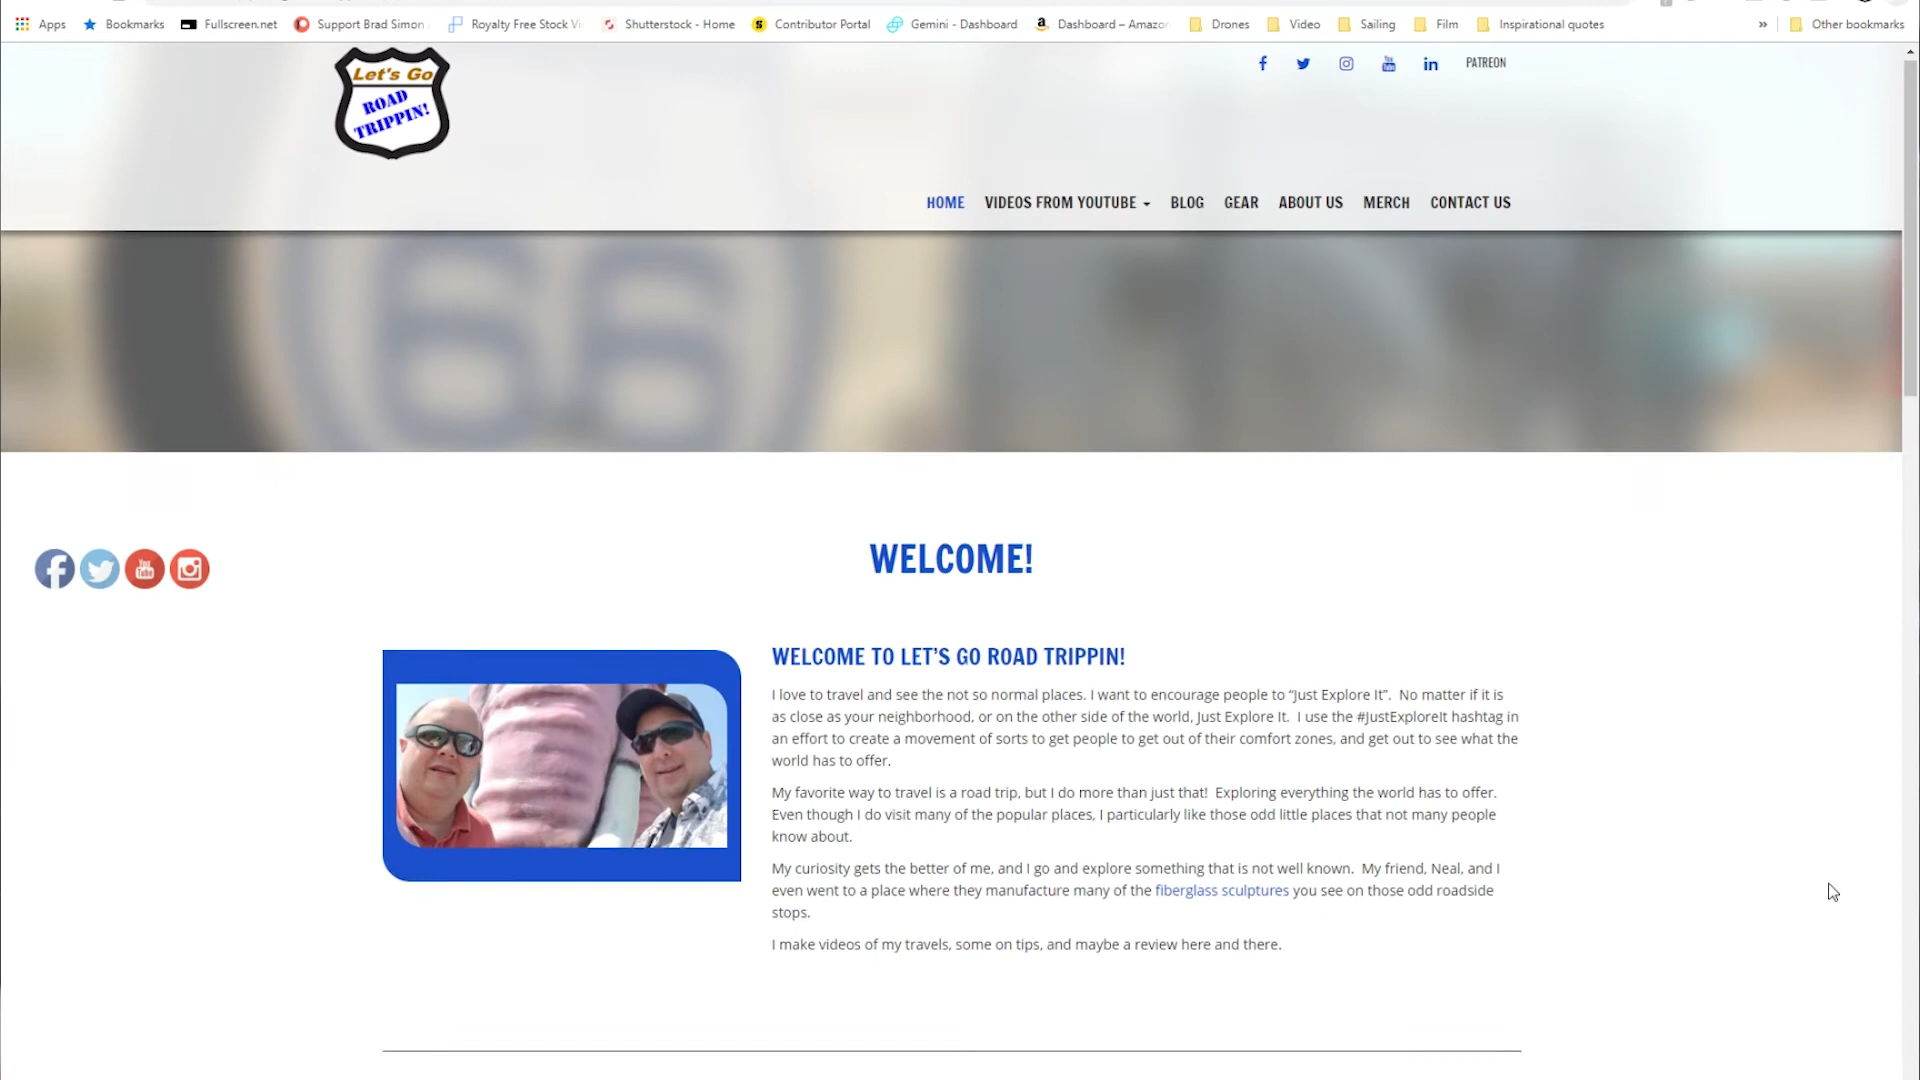 Apps
Bookmarks
Fullscreen.net
Support Brad Simon
Royalty Free Stock Vi
Shutterstock - Home
Contributor Portal
Gemini - Dashboard
Dashboard – Amazo
Drones
Video
Sailing
Film
Inspirational quotes
»
Other bookmarks
Let's Go
ROAD
TRIPPIN!
PATREON
HOME
VIDEOS FROM YOUTUBE
BLOG
GEAR
ABOUT US
MERCH
CONTACT US
66
WELCOME!
WELCOME TO LET’S GO ROAD TRIPPIN!
I love to travel and see the not so normal places. I want to encourage people to “Just Explore It”.  No matter if it is
as close as your neighborhood, or on the other side of the world, Just Explore It.  I use the #JustExploreIt hashtag in
an effort to create a movement of sorts to get people to get out of their comfort zones, and get out to see what the
world has to offer.
My favorite way to travel is a road trip, but I do more than just that!  Exploring everything the world has to offer.
Even though I do visit many of the popular places, I particularly like those odd little places that not many people
know about.
My curiosity gets the better of me, and I go and explore something that is not well known.  My friend, Neal, and I
even went to a place where they manufacture many of the fiberglass sculptures you see on those odd roadside
stops.
I make videos of my travels, some on tips, and maybe a review here and there.